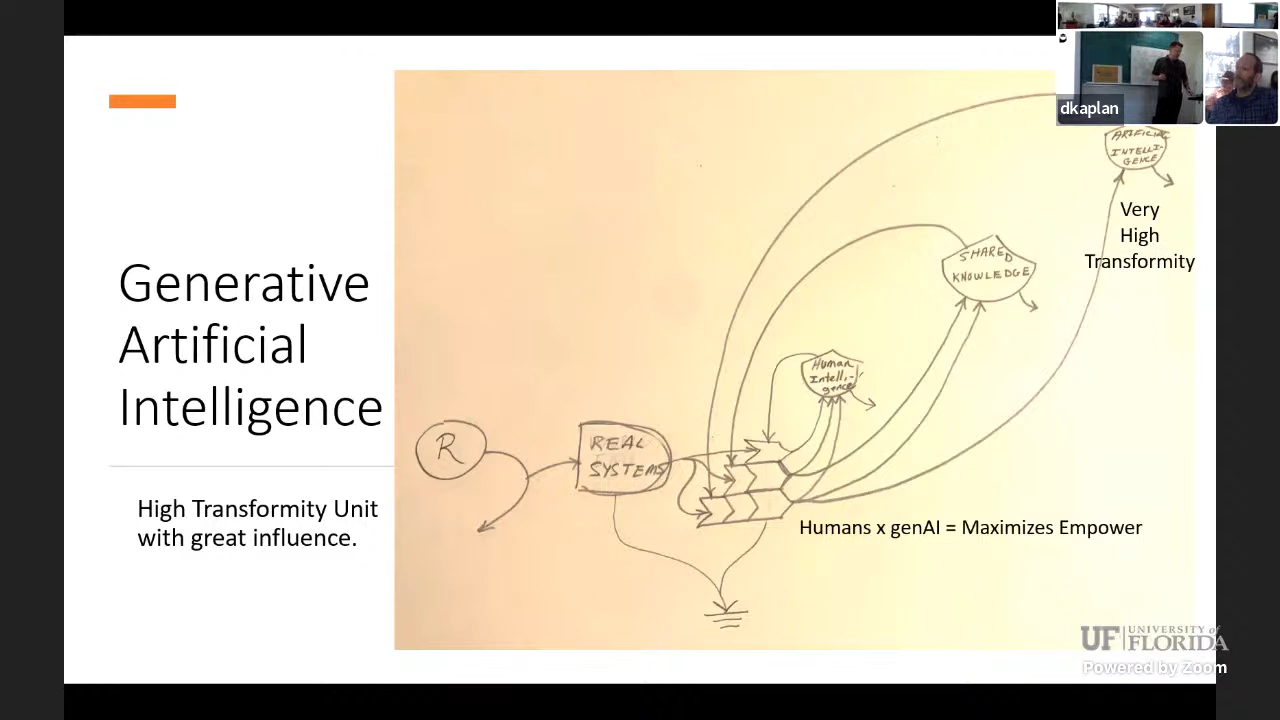 dkaplan
Generative
Artificial
Intelligence
High Transformity Unit
with great influence.
R
REAL
SYSTEMS
Human
Intelli-
gence
SHARED
KNOWLEDGE
ARTIFICIAL
INTELLI-
GENCE
Very
High
Transformity
Humans x genAI = Maximizes Empower
UF UNIVERSITY of
FLORIDA
Powered by Zoom